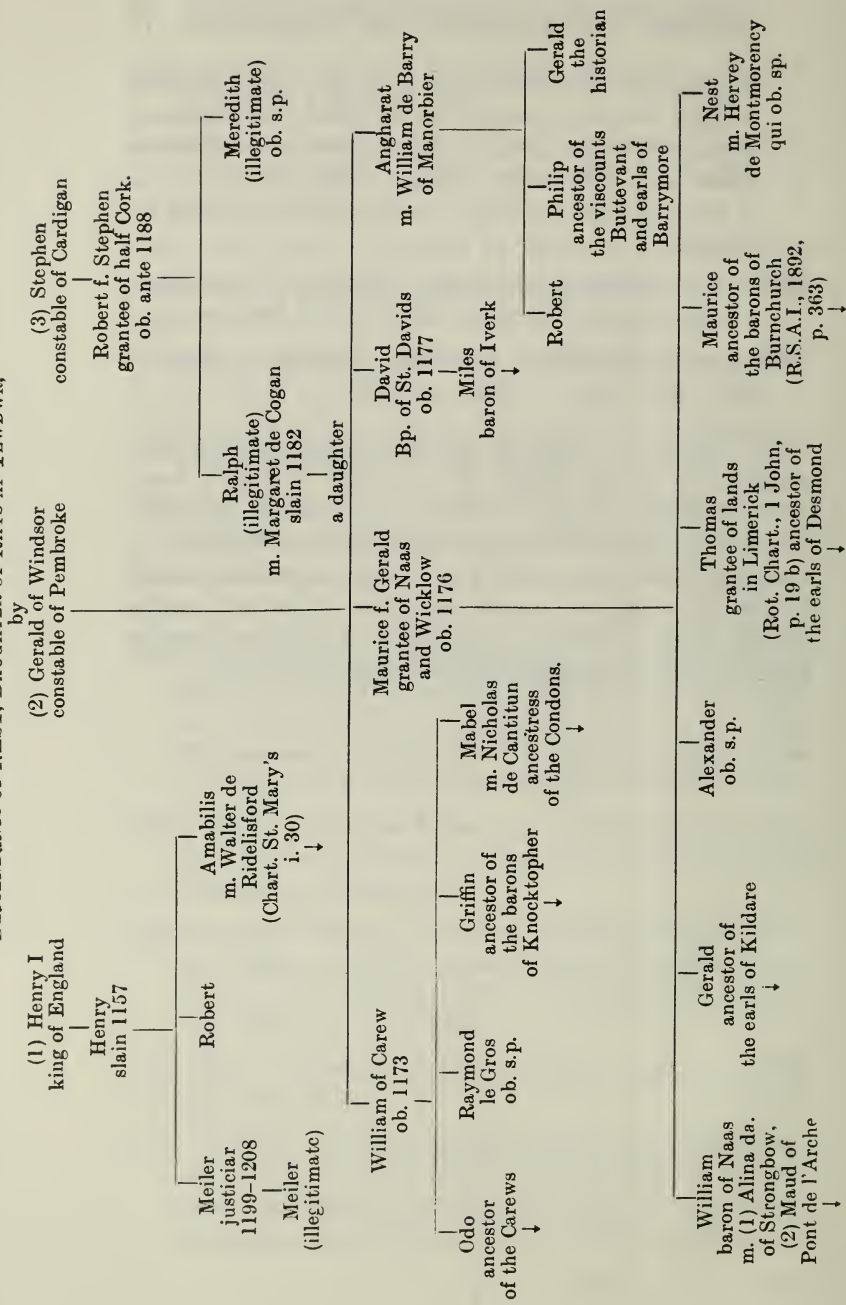 DESCENDANTS OF NEST, DAUGHTER OF RHYS AP TEWDWR,
by
(1) Henry I
king of England
Henry
slain 1157
(2) Gerald of Windsor
constable of Pembroke
(3) Stephen
constable of Cardigan
Robert f. Stephen
grantee of half Cork.
ob. ante 1188
Meiler
justiciar
1199–1208
Meiler
(illegitimate)
Robert
Amabilis
m. Walter de
Ridelisford
(Chart. St. Mary's
i. 30)
Ralph
(illegitimate)
m. Margaret de Cogan
slain 1182
a daughter
Meredith
(illegitimate)
ob. s.p.
William of Carew
ob. 1173
Maurice f. Gerald
grantee of Naas
and Wicklow
ob. 1176
David
Bp. of St. Davids
ob. 1177
Miles
baron of Iverk
Angharat
m. William de Barry
of Manorbier
Odo
ancestor
of the Carews
Raymond
le Gros
ob. s.p.
Griffin
ancestor of
the barons
of Knocktopher
Mabel
m. Nicholas
de Cantitun
ancestress
of the Condons.
Robert
Philip
ancestor of
the viscounts
Buttevant
and earls of
Barrymore
Gerald
the
historian
William
baron of Naas
m. (1) Alina da.
of Strongbow,
(2) Maud of
Pont de l'Arche
Gerald
ancestor of
the earls of Kildare
Alexander
ob. s.p.
Thomas
grantee of lands
in Limerick
(Rot. Chart., 1 John,
p. 19 b) ancestor of
the earls of Desmond
Maurice
ancestor of
the barons of
Burnchurch
(R.S.A.I., 1892,
p. 363)
Nest
m. Hervey
de Montmorency
qui ob. sp.